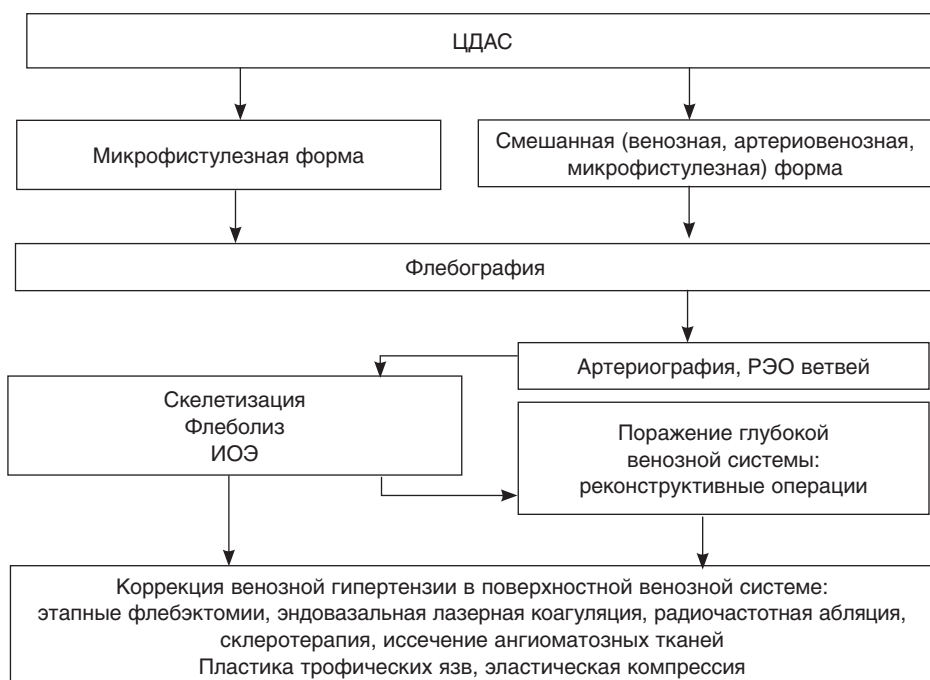 ЦДАС
Микрофистулезная форма
Смешанная (венозная, артериовенозная,
микрофистулезная) форма
Флебография
Артериография, РЭО ветвей
Скелетизация
Флеболиз
ИОЭ
Поражение глубокой
венозной системы:
реконструктивные операции
Коррекция венозной гипертензии в поверхностной венозной системе:
этапные флебэктомии, эндовазальная лазерная коагуляция, радиочастотная абляция,
склеротерапия, иссечение ангиоматозных тканей
Пластика трофических язв, эластическая компрессия